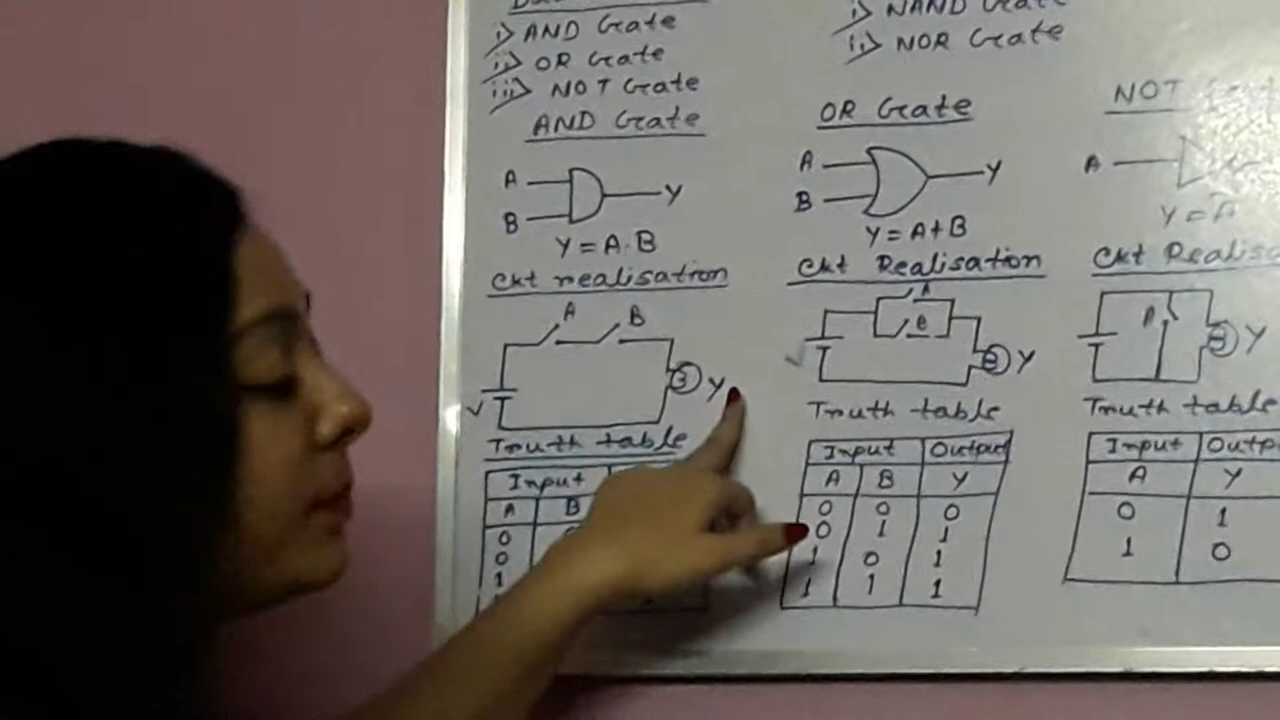 i) AND Gate
ii) OR Gate
iii) NOT Gate
AND Gate
A
B
Y
Y = A.B
Ckt realisation
A
B
Y
Truth table
Input
A B
0
0
1
i) NAND Gate
ii) NOR Gate
OR Gate
A
B
Y
Y = A+B
Ckt Realisation
A
Y
Truth table
Input Output
A B Y
0 0 0
0 1 1
1 0 1
1 1 1
NOT
A
Y =
Ckt
Y
Truth table
Input
A Y
0 1
1 0